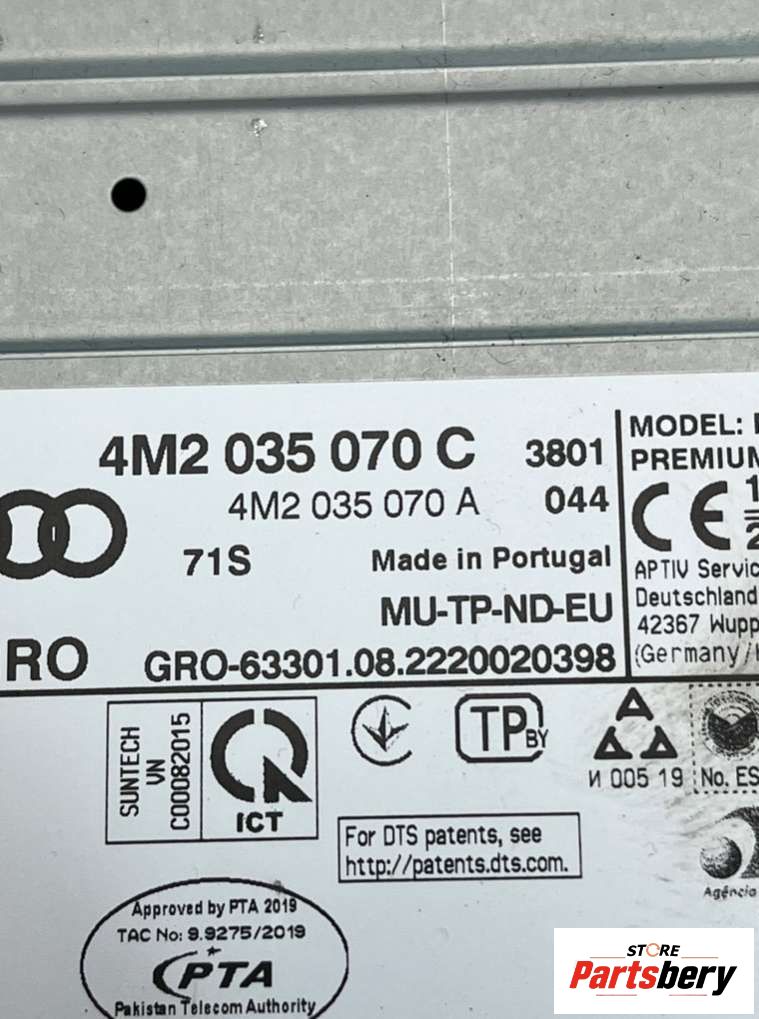 4M2 035 070 C 3801
4M2 035 070 A 044
71S Made in Portugal
MU-TP-ND-EU
RO GRO-63301.08.2220020398
MODEL:
PREMIUM
CE
APTIV Servic
Deutschland
42367 Wupp
(Germany/
SUNTECH
VN
C00082015
ICT
TP BY
И 005 19
No. ES
For DTS patents, see
http://patents.dts.com.
Agência
Approved by PTA 2019
TAC No: 9.9275/2019
PTA
Pakistan Telecom Authority
STORE
Partsbery